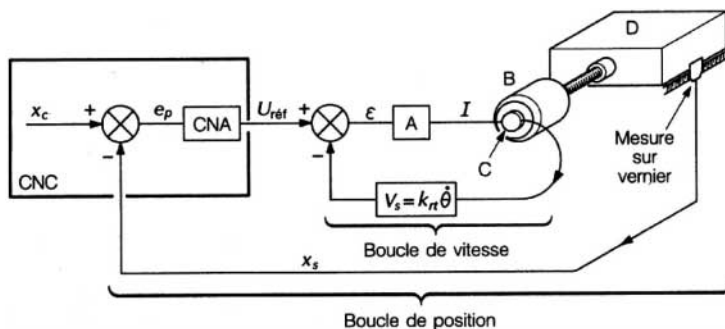 D
B
x_c + e_p CNA U_réf + ε A I
-
-
C
Mesure
sur
vernier
CNC
V_s = k_rt θ̇
Boucle de vitesse
x_s
Boucle de position